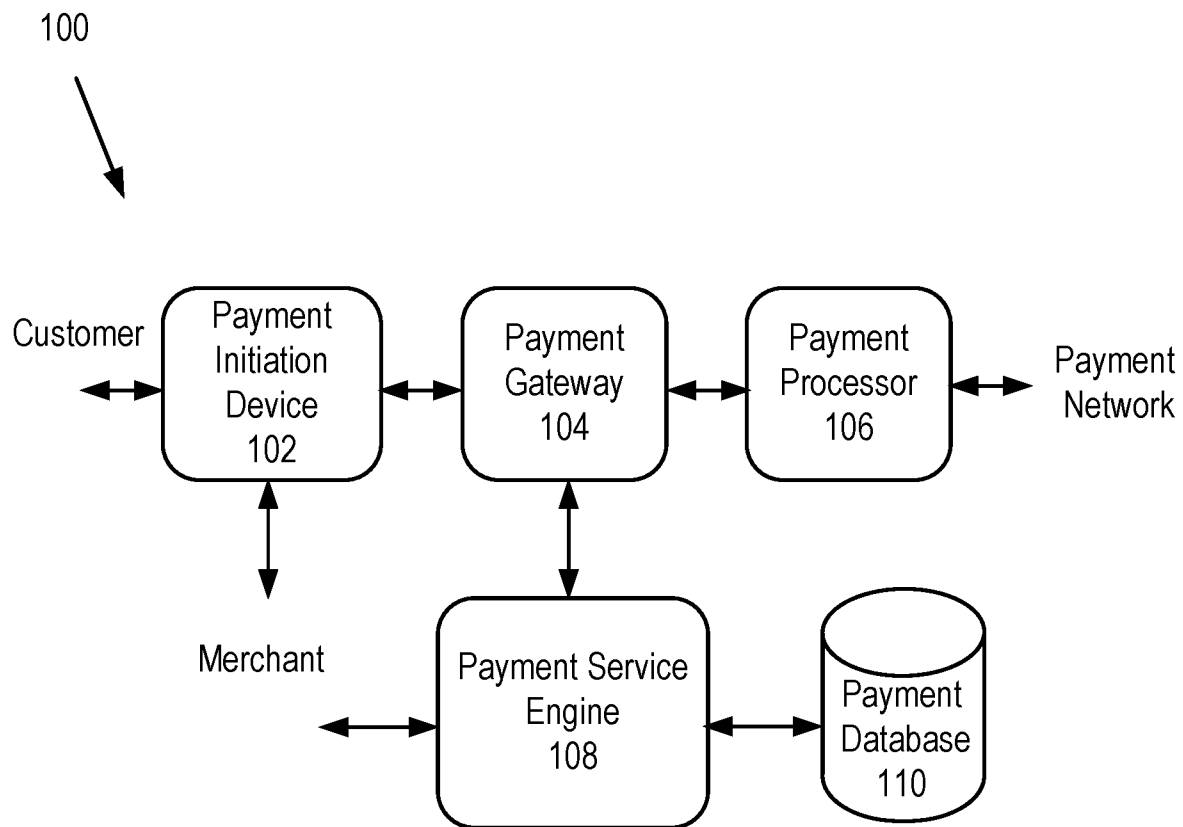 100
Customer
Payment
Initiation
Device
102
Payment
Gateway
104
Payment
Processor
106
Payment
Network
Merchant
Payment Service
Engine
108
Payment
Database
110